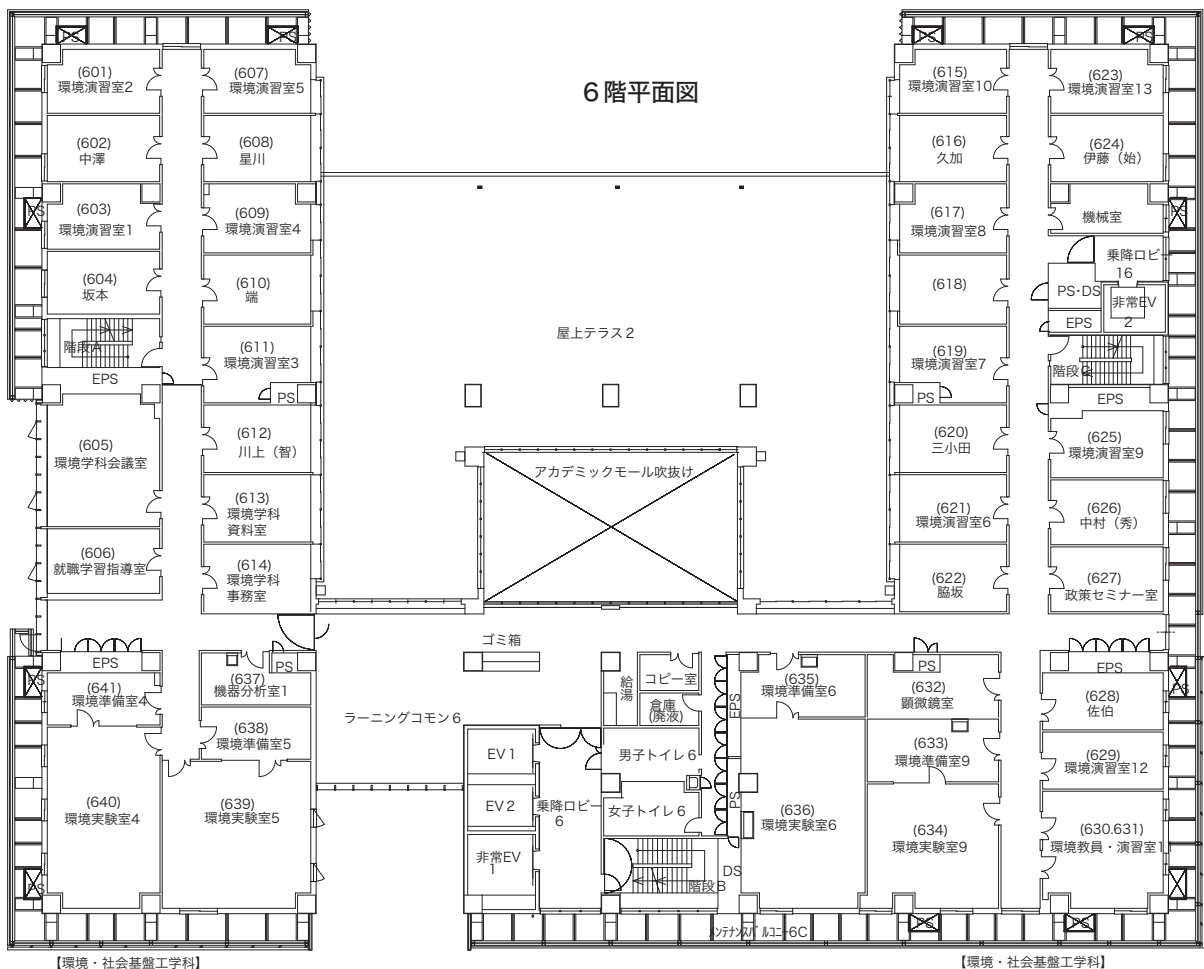 6階平面図
(601)
環境演習室2
(602)
中澤
(603)
環境演習室1
(604)
坂本
階段A
EPS
(605)
環境学科会議室
(606)
就職学習指導室
(607)
環境演習室5
(608)
星川
(609)
環境演習室4
(610)
端
(611)
環境演習室3
PS
(612)
川上（智）
(613)
環境学科
資料室
(614)
環境学科
事務室
屋上テラス2
アカデミックモール吹抜け
(615)
環境演習室10
(616)
久加
(617)
環境演習室8
(618)
(619)
環境演習室7
PS
(620)
三小田
(621)
環境演習室6
(622)
脇坂
(623)
環境演習室13
(624)
伊藤（始）
機械室
乗降ロビー
16
PS･DS
非常EV
2
EPS
階段C
EPS
(625)
環境演習室9
(626)
中村（秀）
(627)
政策セミナー室
EPS
(641)
環境準備室4
(640)
環境実験室4
PS
(637)
機器分析室1
(638)
環境準備室5
(639)
環境実験室5
ゴミ箱
ラーニングコモン6
EV1
EV2
非常EV
1
乗降ロビー
6
給湯
コピー室
倉庫
(廃液)
男子トイレ6
女子トイレ6
階段B
EPS
PS
DS
(635)
環境準備室6
(636)
環境実験室6
PS
(632)
顕微鏡室
(633)
環境準備室9
(634)
環境実験室9
EPS
(628)
佐伯
(629)
環境演習室12
(630.631)
環境教員・演習室1
PS
PS
PS
PS
PS
PS
PS
PS
PS
PS
PS
ﾒﾝﾃﾅﾝｽﾊﾞﾙｺﾆｰ6C
【環境・社会基盤工学科】
【環境・社会基盤工学科】